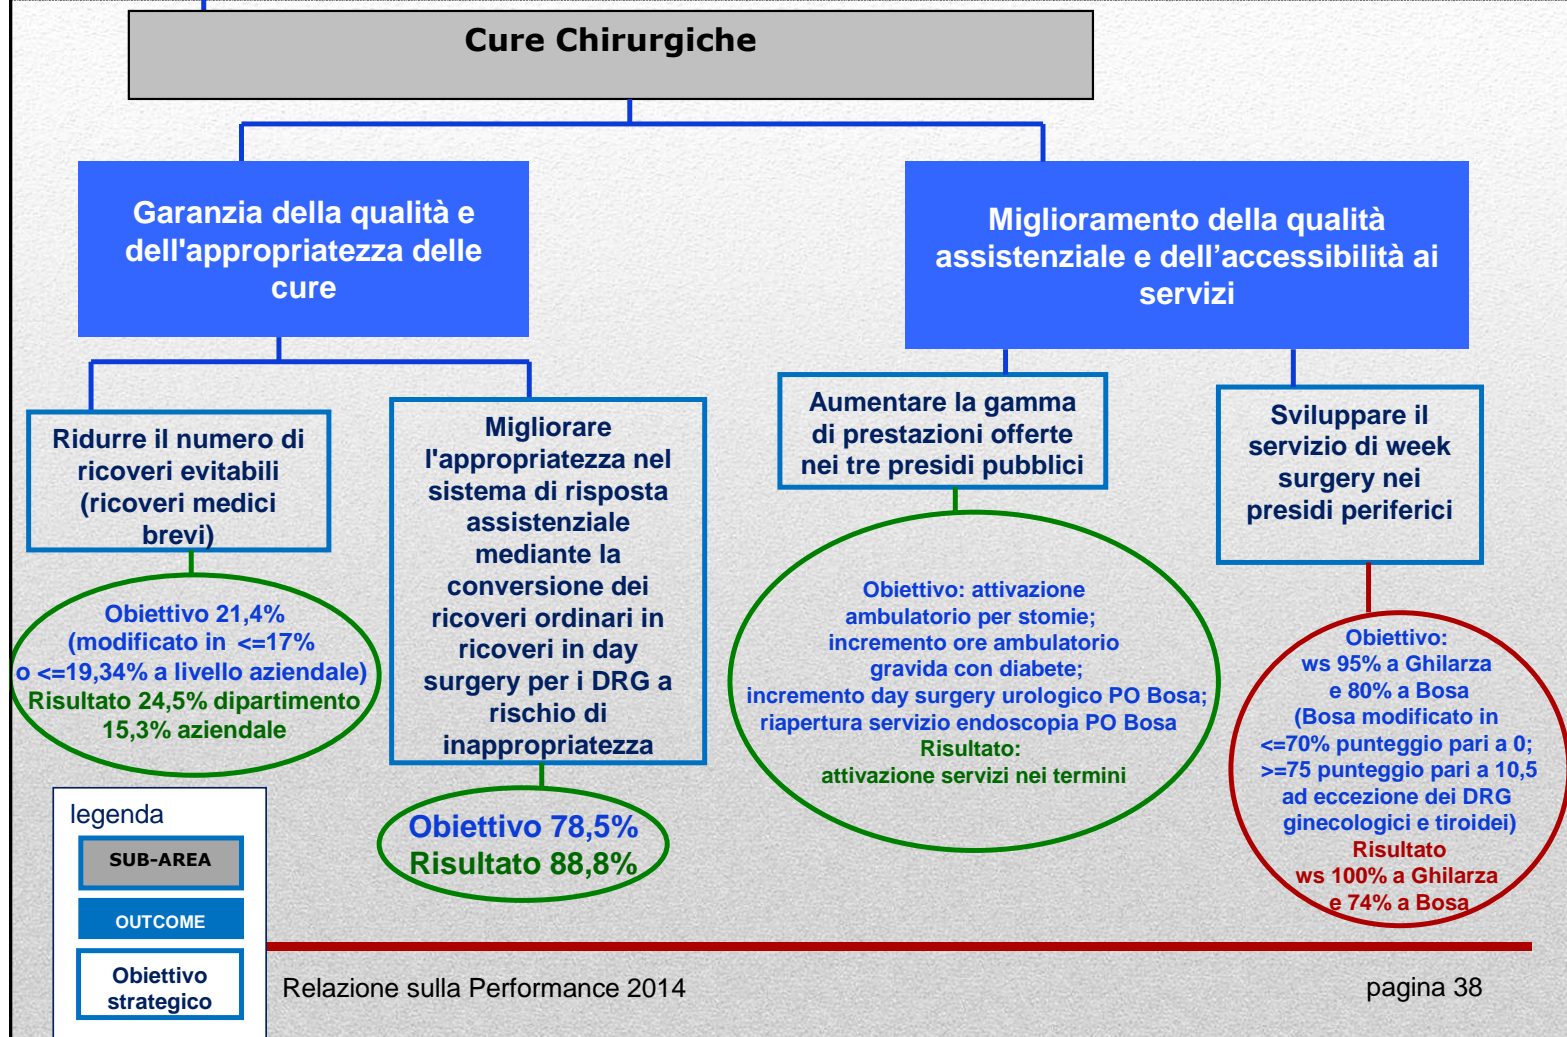 Cure Chirurgiche
Garanzia della qualità e
dell'appropriatezza delle
cure
Miglioramento della qualità
assistenziale e dell’accessibilità ai
servizi
Ridurre il numero di
ricoveri evitabili
(ricoveri medici
brevi)
Migliorare
l'appropriatezza nel
sistema di risposta
assistenziale
mediante la
conversione dei
ricoveri ordinari in
ricoveri in day
surgery per i DRG a
rischio di
inappropriatezza
Aumentare la gamma
di prestazioni offerte
nei tre presidi pubblici
Sviluppare il
servizio di week
surgery nei
presidi periferici
Obiettivo 21,4%
(modificato in <=17%
o <=19,34% a livello aziendale)
Risultato 24,5% dipartimento
15,3% aziendale
Obiettivo 78,5%
Risultato 88,8%
Obiettivo: attivazione
ambulatorio per stomie;
incremento ore ambulatorio
gravida con diabete;
incremento day surgery urologico PO Bosa;
riapertura servizio endoscopia PO Bosa
Risultato:
attivazione servizi nei termini
Obiettivo:
ws 95% a Ghilarza
e 80% a Bosa
(Bosa modificato in
<=70% punteggio pari a 0;
>=75 punteggio pari a 10,5
ad eccezione dei DRG
ginecologici e tiroidei)
Risultato
ws 100% a Ghilarza
e 74% a Bosa
legenda
SUB-AREA
OUTCOME
Obiettivo
strategico
Relazione sulla Performance 2014
pagina 38